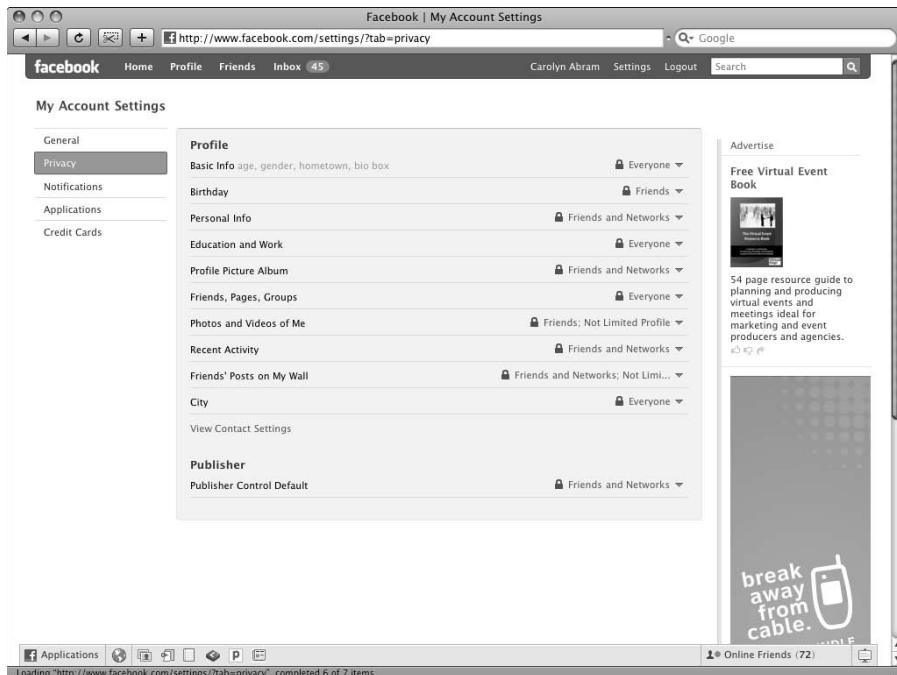 Facebook | My Account Settings
http://www.facebook.com/settings/?tab=privacy
Google
facebook Home Profile Friends Inbox 45 Carolyn Abram Settings Logout Search
My Account Settings
General
Privacy
Notifications
Applications
Credit Cards
Profile
Basic Info age, gender, hometown, bio box Everyone
Birthday Friends
Personal Info Friends and Networks
Education and Work Everyone
Profile Picture Album Friends and Networks
Friends, Pages, Groups Everyone
Photos and Videos of Me Friends; Not Limited Profile
Recent Activity Friends and Networks
Friends' Posts on My Wall Friends and Networks; Not Limi...
City Everyone
View Contact Settings
Publisher
Publisher Control Default Friends and Networks
Advertise
Free Virtual Event
Book
54 page resource guide to
planning and producing
virtual events and
meetings ideal for
marketing and event
producers and agencies.
break
away
from
cable.
Applications
Online Friends (72)
Loading "http://www.facebook.com/settings/?tab=privacy", completed 6 of 7 items